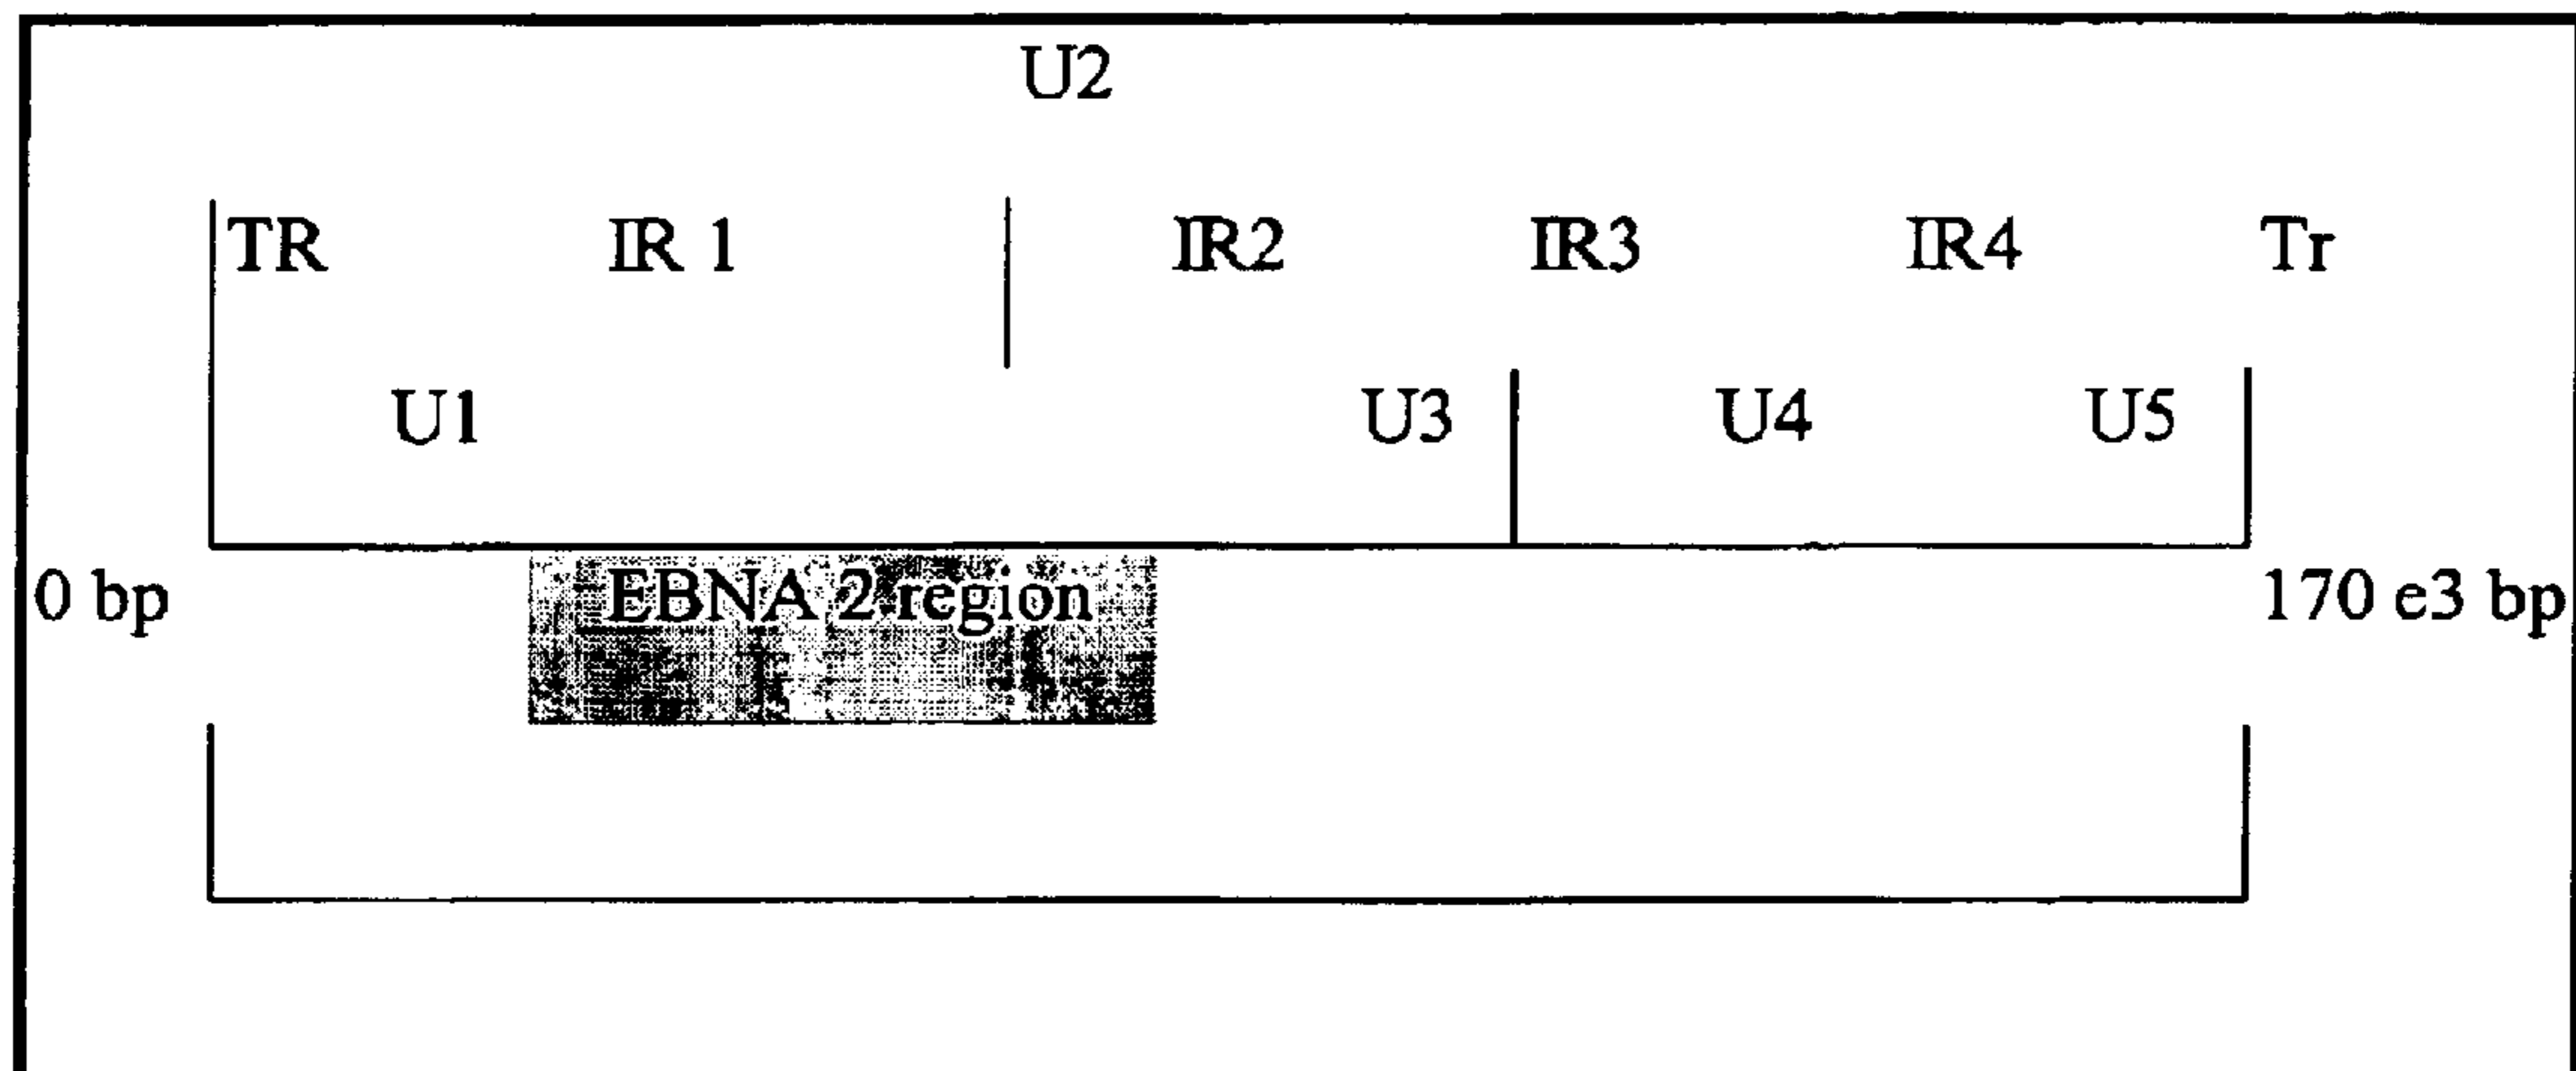 U2
TR IR 1 IR2 IR3 IR4 Tr
U1 U3 U4 U5
0 bp EBNA 2 region 170 e3 bp